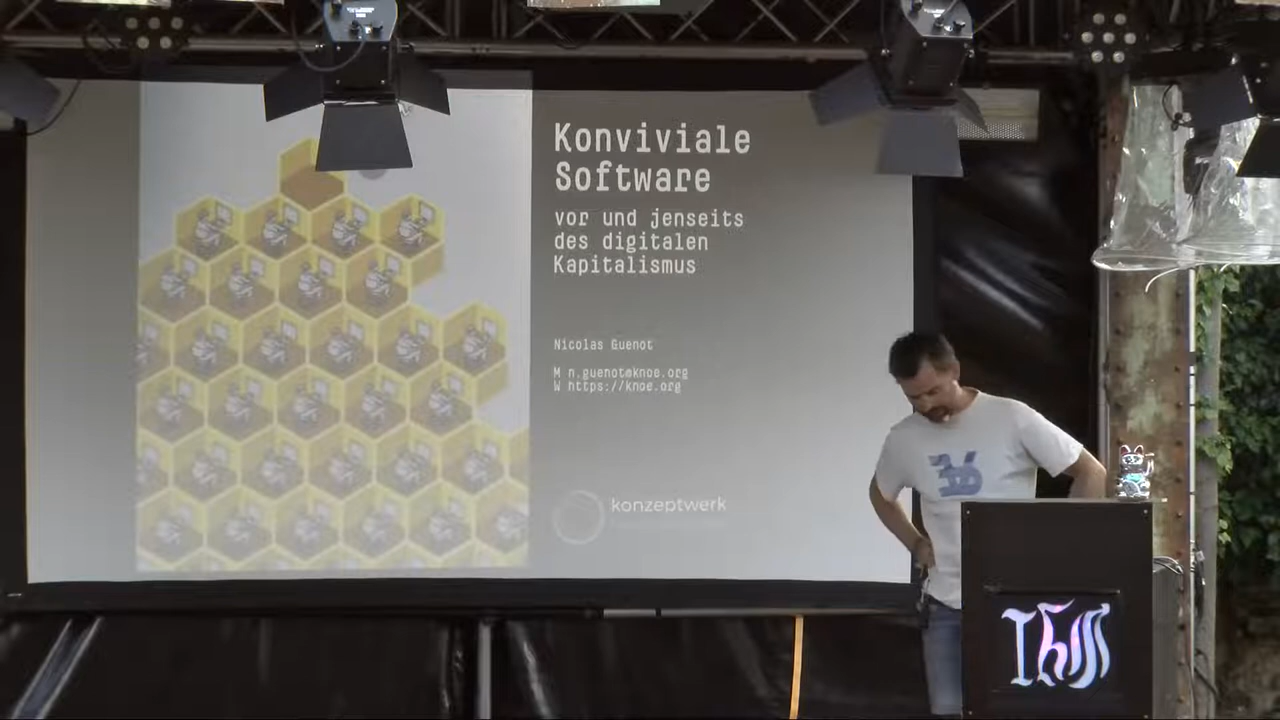 Konviviale
Software
vor und jenseits
des digitalen
Kapitalismus
Nicolas Guenot
M n.guenot@knoe.org
W https://knoe.org
konzeptwerk